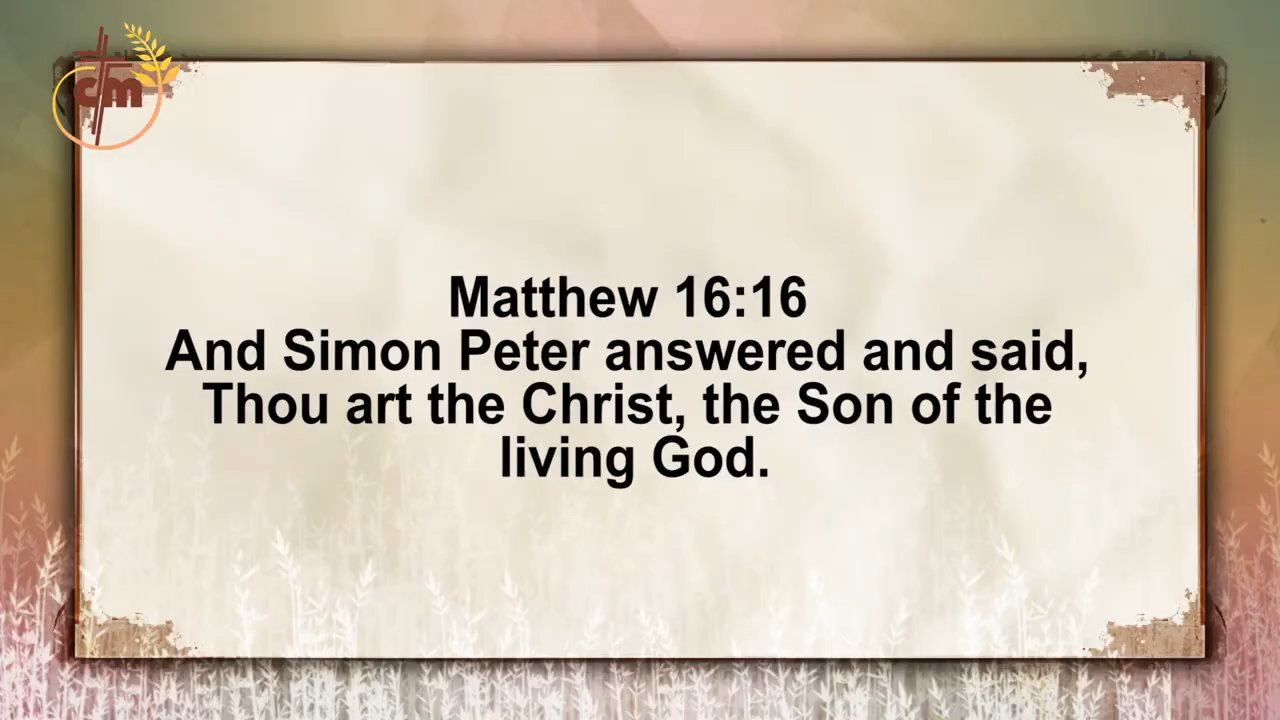 cm
Matthew 16:16
And Simon Peter answered and said,
Thou art the Christ, the Son of the
living God.